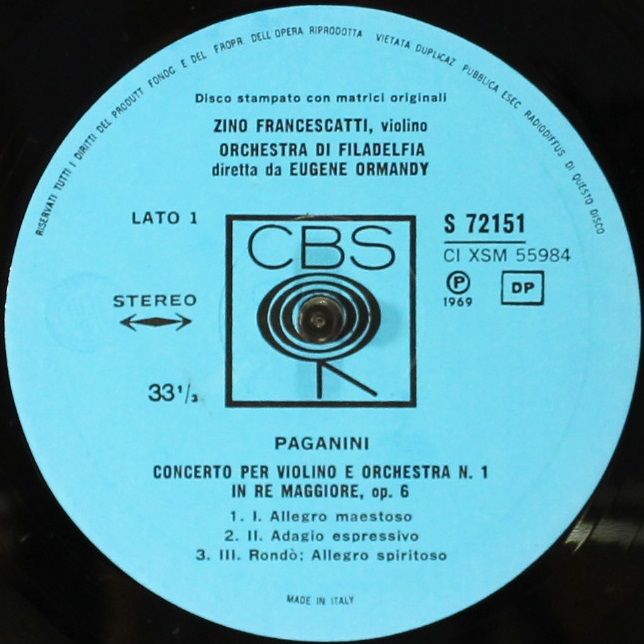 RISERVATI TUTTI I DIRITTI DEL PRODUTT FONOG E DEL FROPR. DELL'OPERA RIPRODOTTA VIETATA DUPLICAZ PUBBLICA ESEC RADIODIFFUS DI QUESTO DISCO
Disco stampato con matrici originali
ZINO FRANCESCATTI, violino
ORCHESTRA DI FILADELFIA
diretta da EUGENE ORMANDY
LATO 1
CBS
S 72151
CI XSM 55984
STEREO
P
DP
1969
33 1/3
PAGANINI
CONCERTO PER VIOLINO E ORCHESTRA N. 1
IN RE MAGGIORE, op. 6
1. I. Allegro maestoso
2. II. Adagio espressivo
3. III. Rondò: Allegro spiritoso
MADE IN ITALY